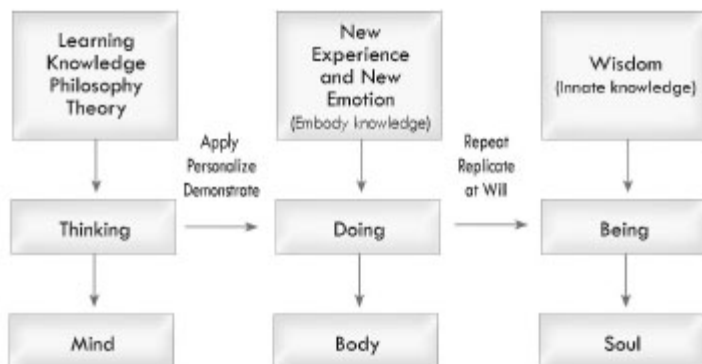 Learning
Knowledge
Philosophy
Theory
New
Experience
and New
Emotion
(Embody knowledge)
Wisdom
(Innate knowledge)
Apply
Personalize
Demonstrate
Repeat
Replicate
at Will
Thinking
Doing
Being
Mind
Body
Soul